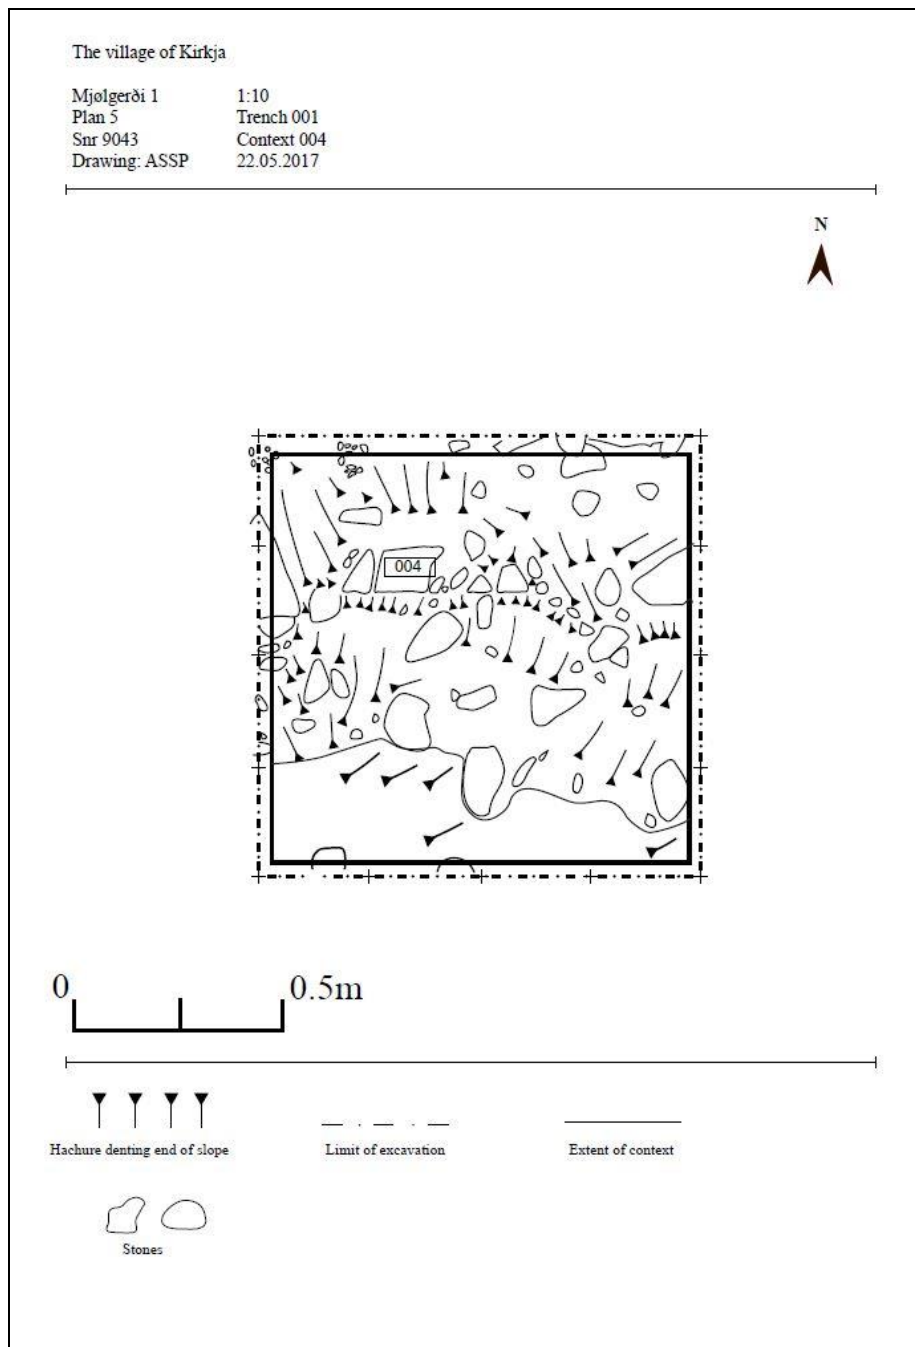 The village of Kirkja
Mjølgerði 1 1:10
Plan 5 Trench 001
Snr 9043 Context 004
Drawing: ASSP 22.05.2017
N
004
0 0.5m
Hachure denting end of slope Limit of excavation Extent of context
Stones